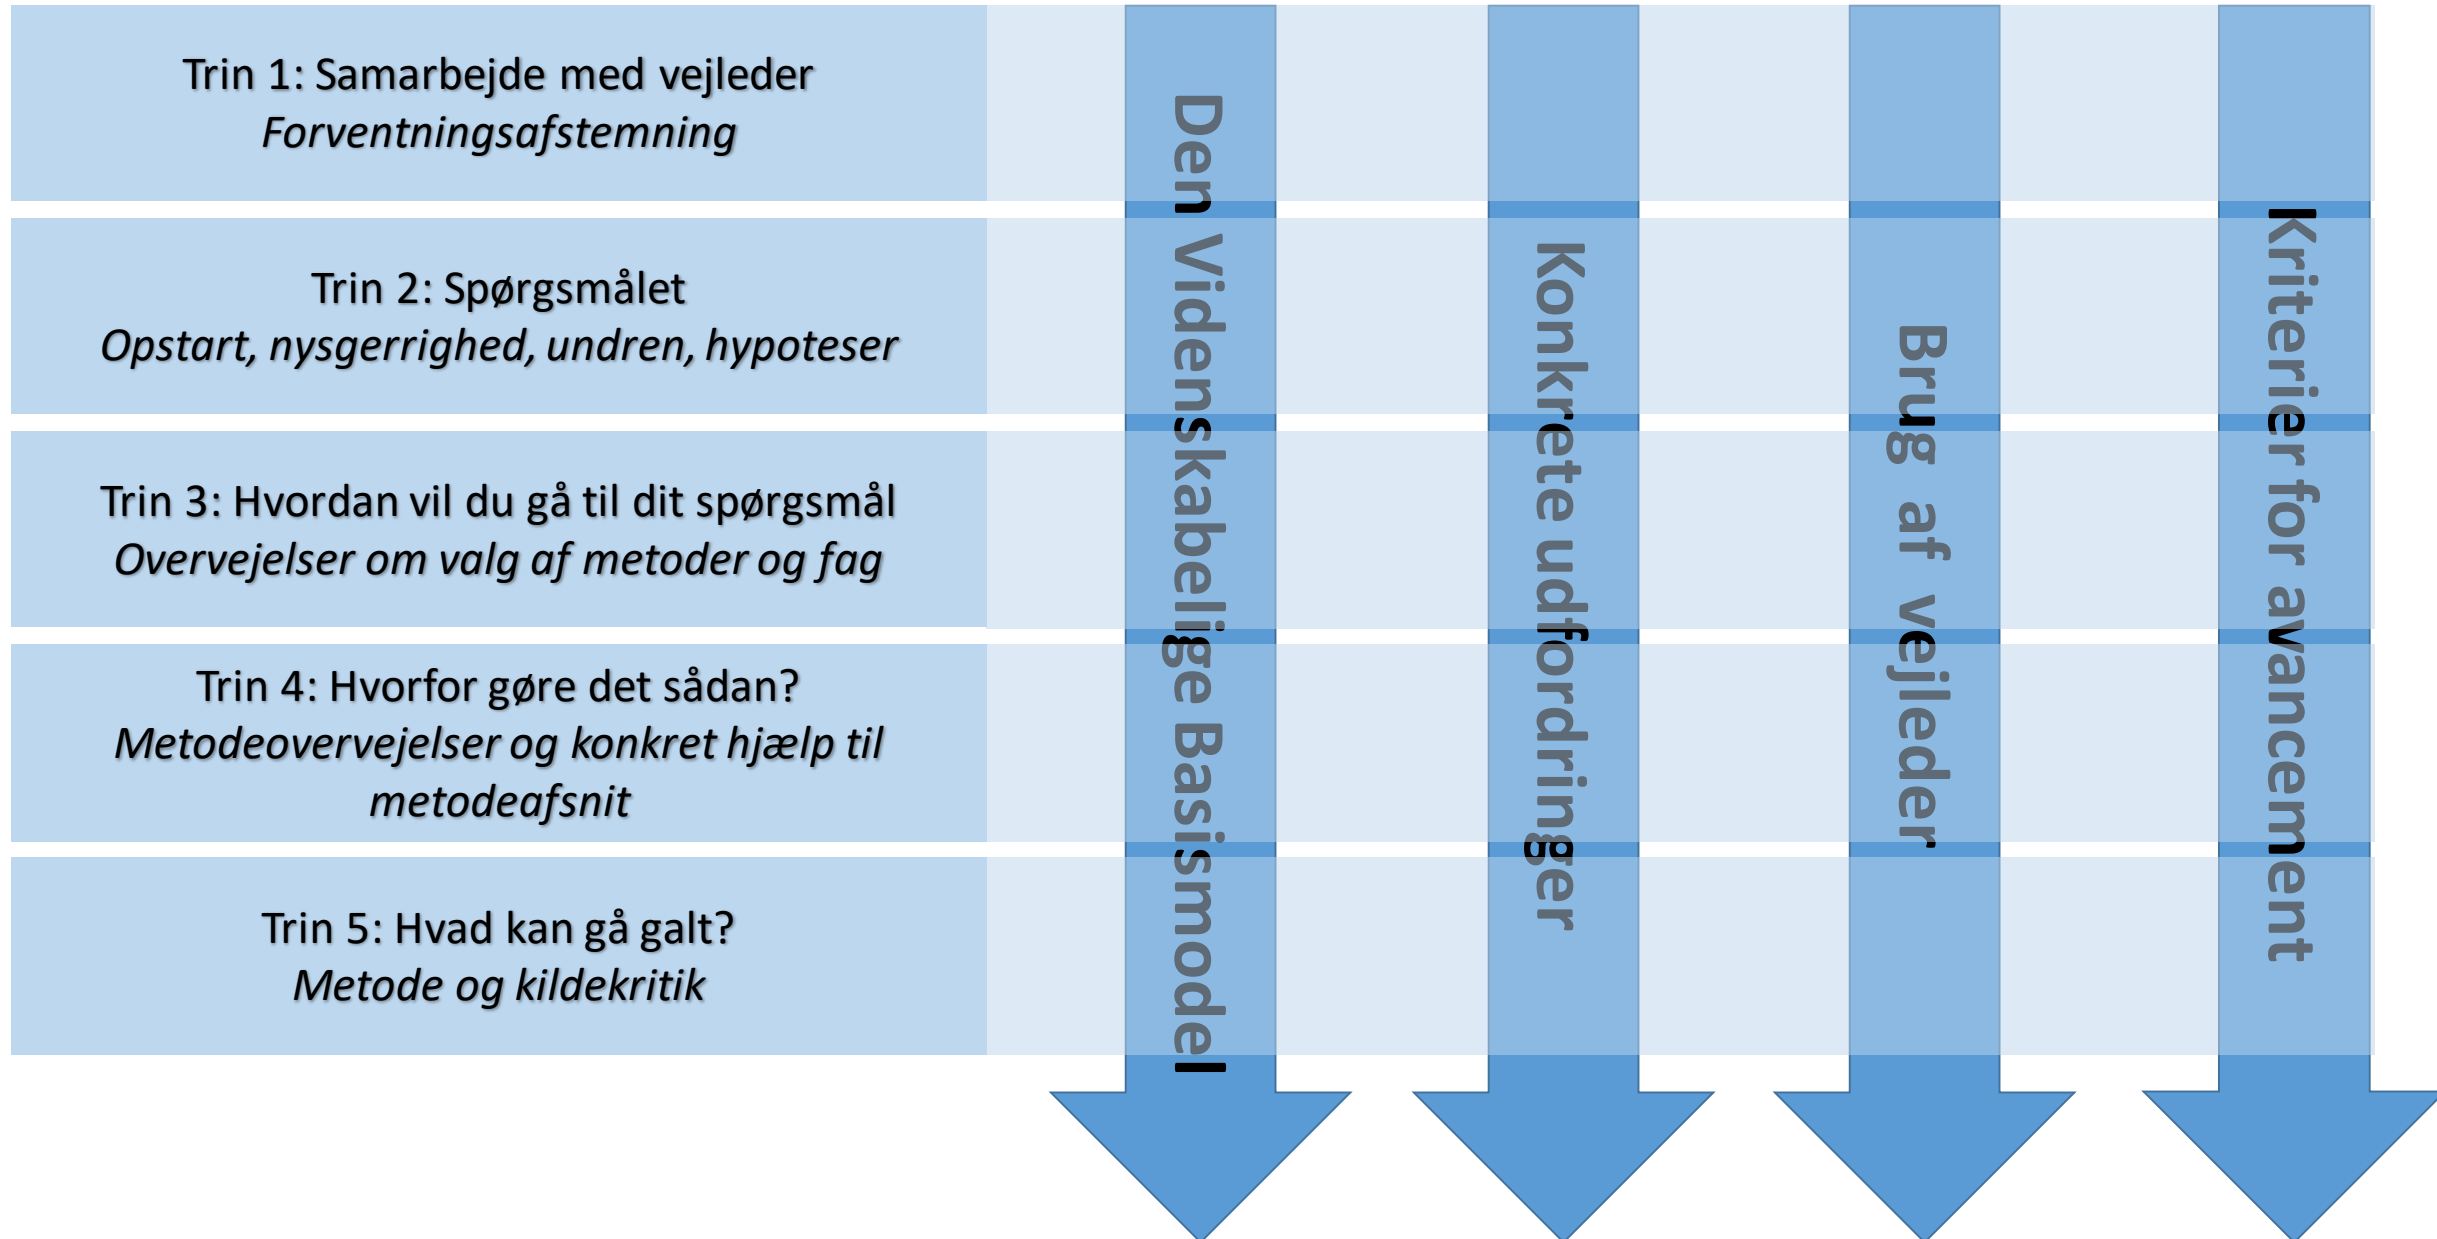 Trin 1: Samarbejde med vejleder
Forventningsafstemning
Trin 2: Spørgsmålet
Opstart, nysgerrighed, undren, hypoteser
Trin 3: Hvordan vil du gå til dit spørgsmål
Overvejelser om valg af metoder og fag
Trin 4: Hvorfor gøre det sådan?
Metodeovervejelser og konkret hjælp til
metodeafsnit
Trin 5: Hvad kan gå galt?
Metode og kildekritik
Den Videnskabelige Basismodel
Konkrete udfordringer
Brug af vejleder
Kriterier for avancement